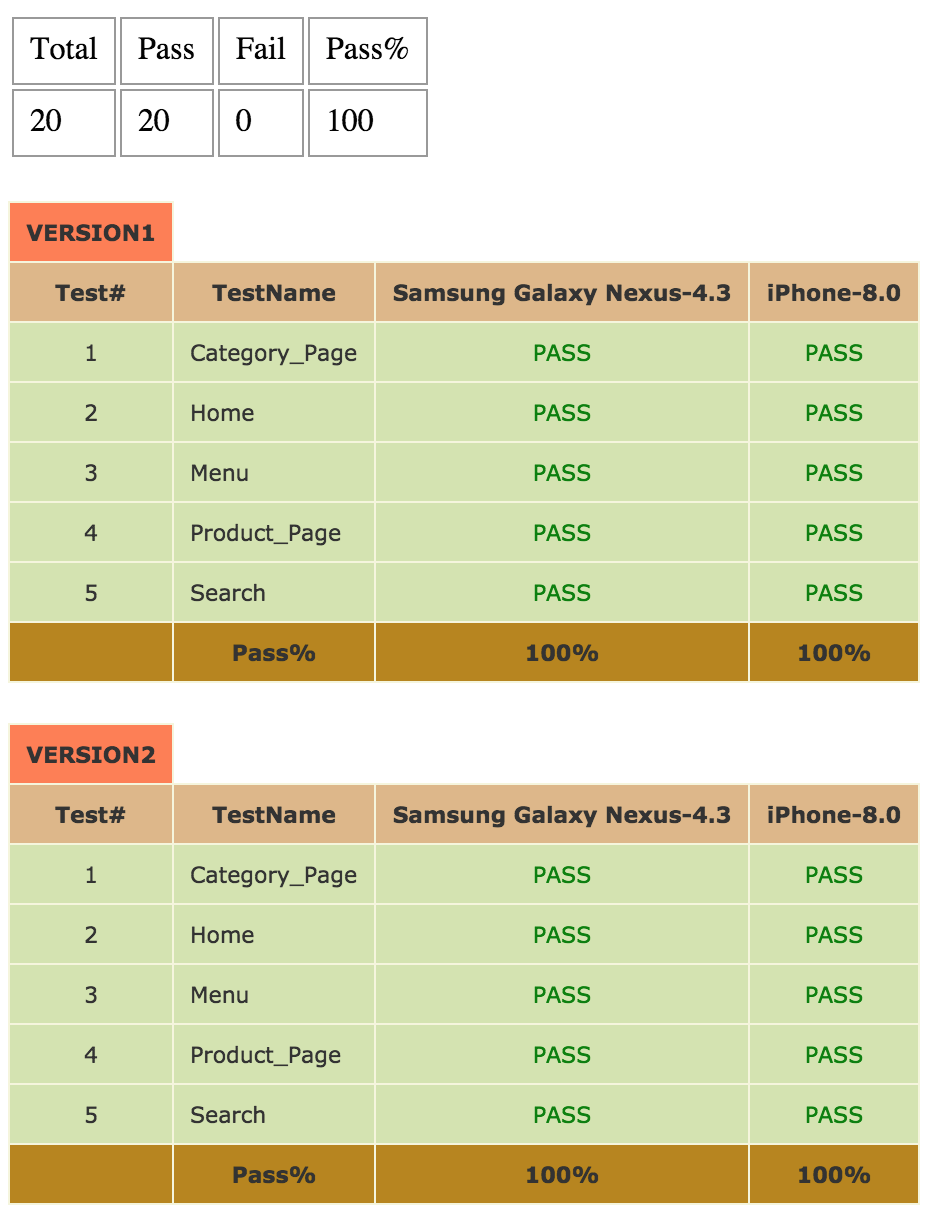 Total Pass Fail Pass%
20 20 0 100
VERSION1
Test# TestName Samsung Galaxy Nexus-4.3 iPhone-8.0
1 Category_Page PASS PASS
2 Home PASS PASS
3 Menu PASS PASS
4 Product_Page PASS PASS
5 Search PASS PASS
Pass% 100% 100%
VERSION2
Test# TestName Samsung Galaxy Nexus-4.3 iPhone-8.0
1 Category_Page PASS PASS
2 Home PASS PASS
3 Menu PASS PASS
4 Product_Page PASS PASS
5 Search PASS PASS
Pass% 100% 100%